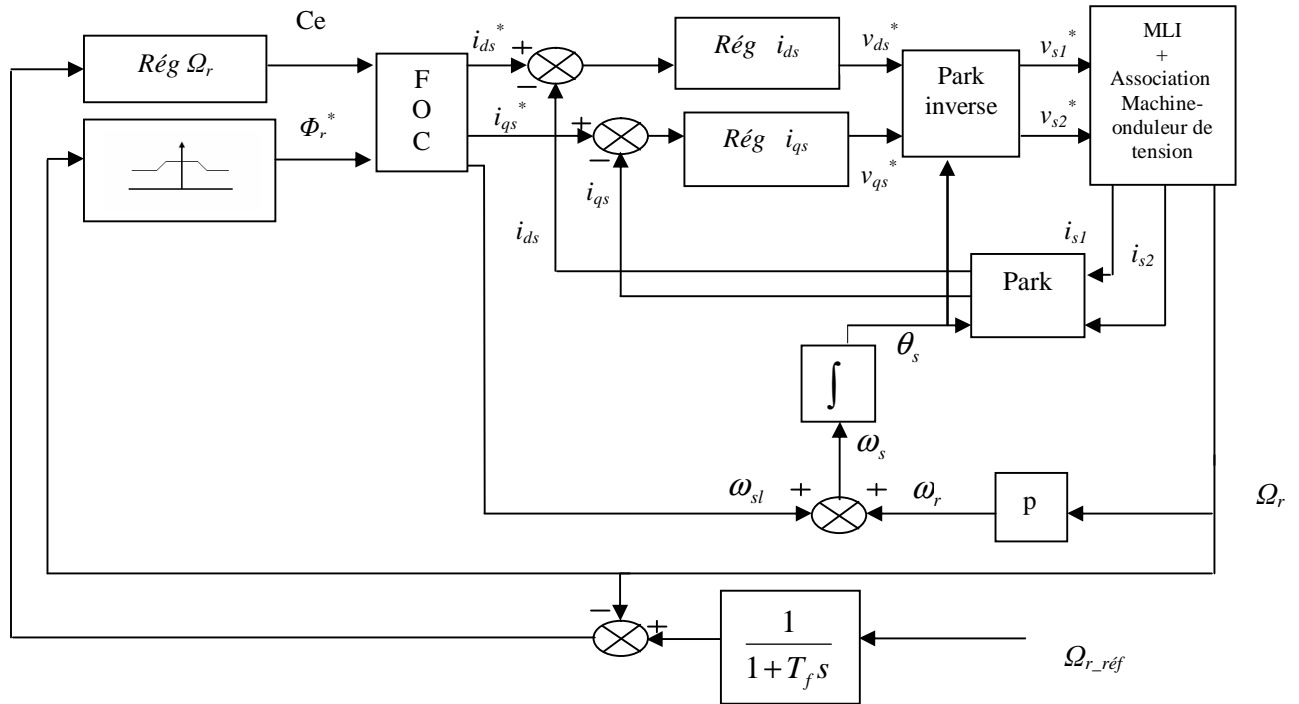 Ce
Rég Ωr
Φr*
F
O
C
ids*
+
−
iqs*
+
−
Rég ids
Rég iqs
vds*
vqs*
Park
inverse
vs1*
vs2*
MLI
+
Association
Machine-
onduleur de
tension
iqs
ids
is1
is2
Park
θs
∫
ωs
ωsl
+
+
ωr
p
Ωr
−
+
1
1+Tf s
Ωr_réf